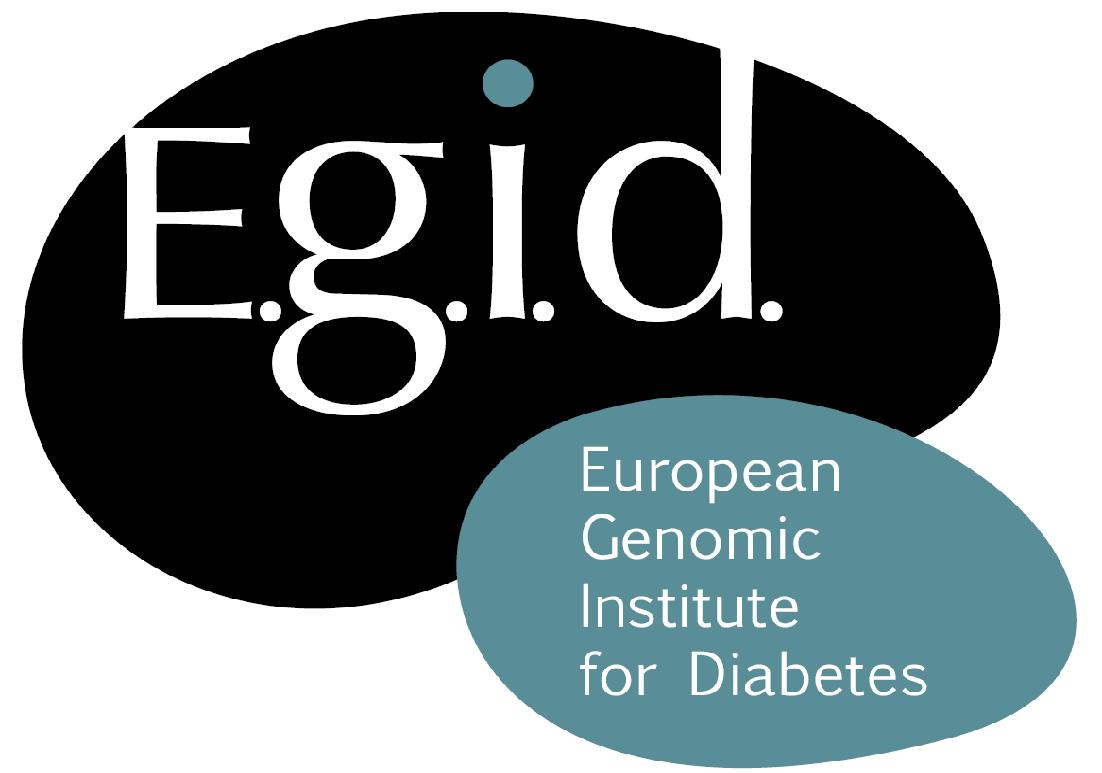 E.g.i.d.
European
Genomic
Institute
for Diabetes